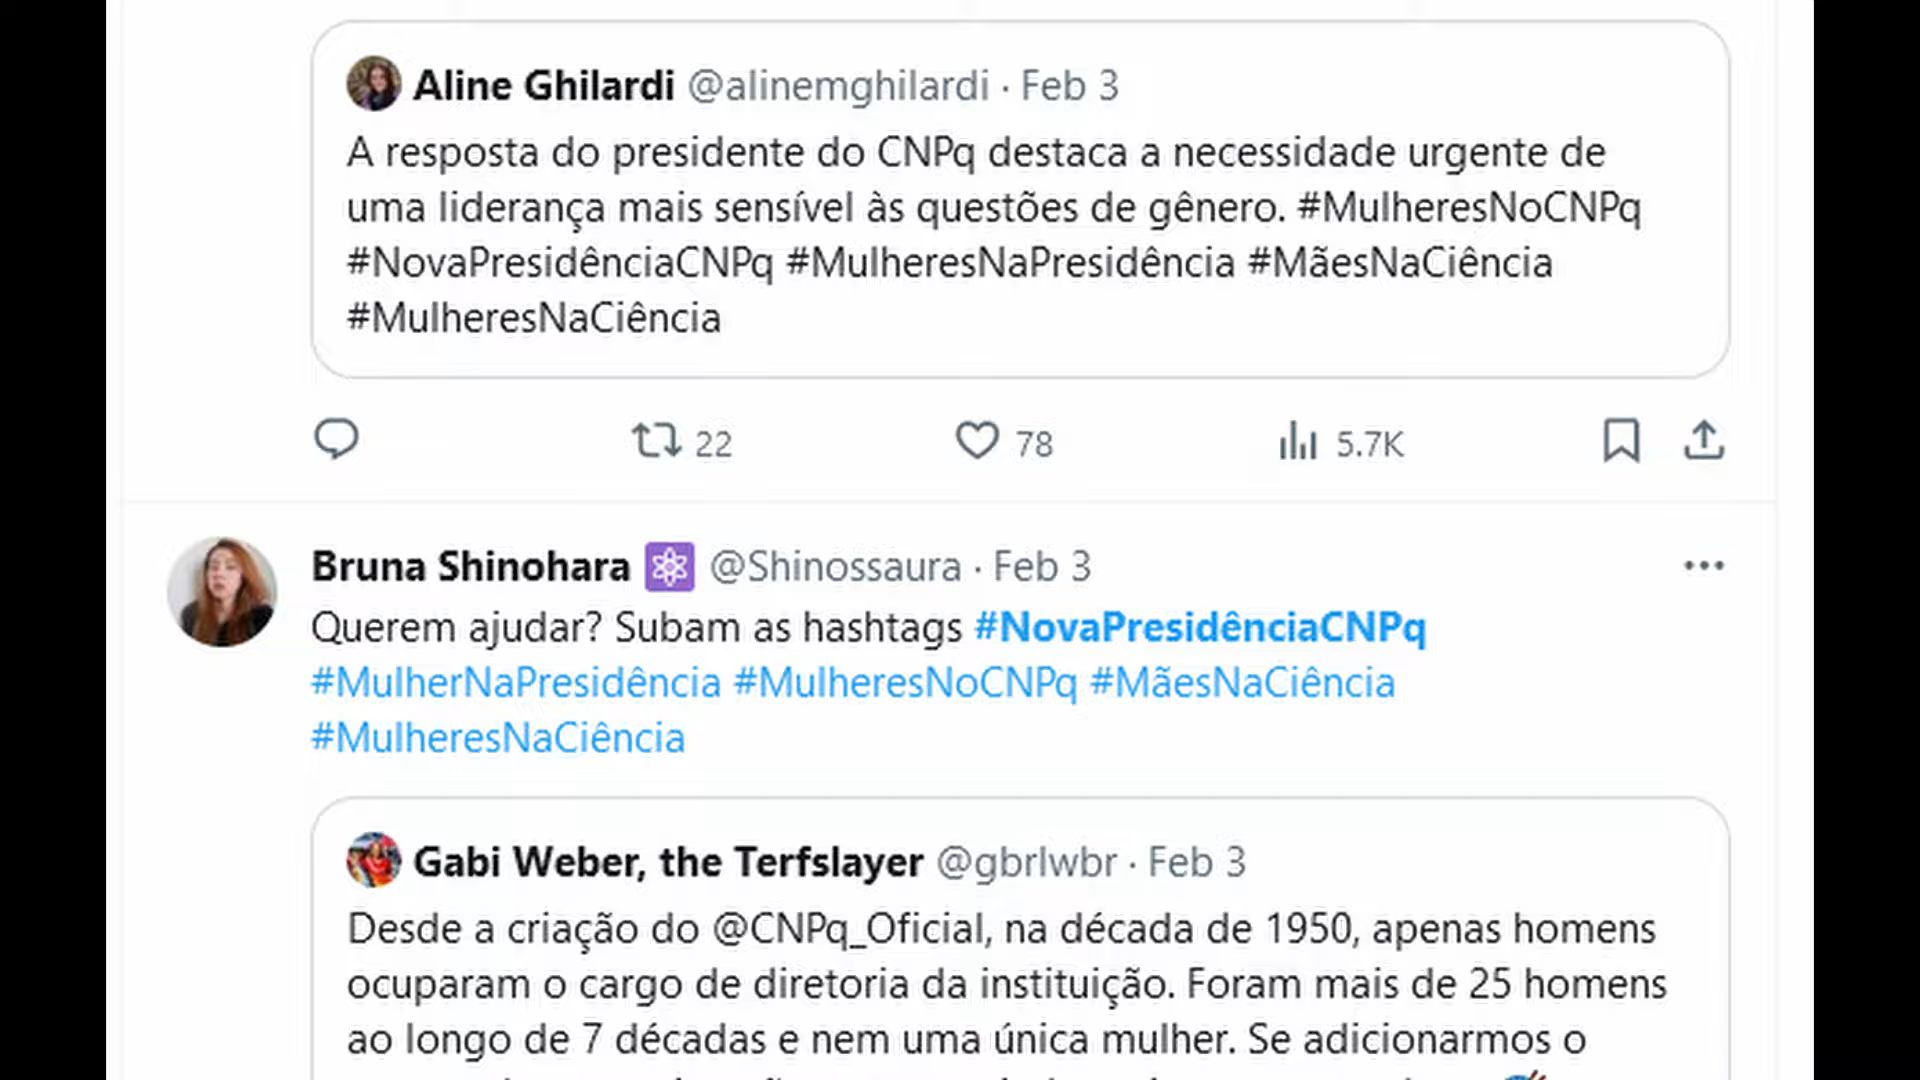 Aline Ghilardi @alinemghilardi · Feb 3
A resposta do presidente do CNPq destaca a necessidade urgente de
uma liderança mais sensível às questões de gênero. #MulheresNoCNPq
#NovaPresidênciaCNPq #MulheresNaPresidência #MãesNaCiência
#MulheresNaCiência
22 78 5.7K
Bruna Shinohara @Shinossaura · Feb 3
Querem ajudar? Subam as hashtags #NovaPresidênciaCNPq
#MulherNaPresidência #MulheresNoCNPq #MãesNaCiência
#MulheresNaCiência
Gabi Weber, the Terfslayer @gbrlwbr · Feb 3
Desde a criação do @CNPq_Oficial, na década de 1950, apenas homens
ocuparam o cargo de diretoria da instituição. Foram mais de 25 homens
ao longo de 7 décadas e nem uma única mulher. Se adicionarmos o